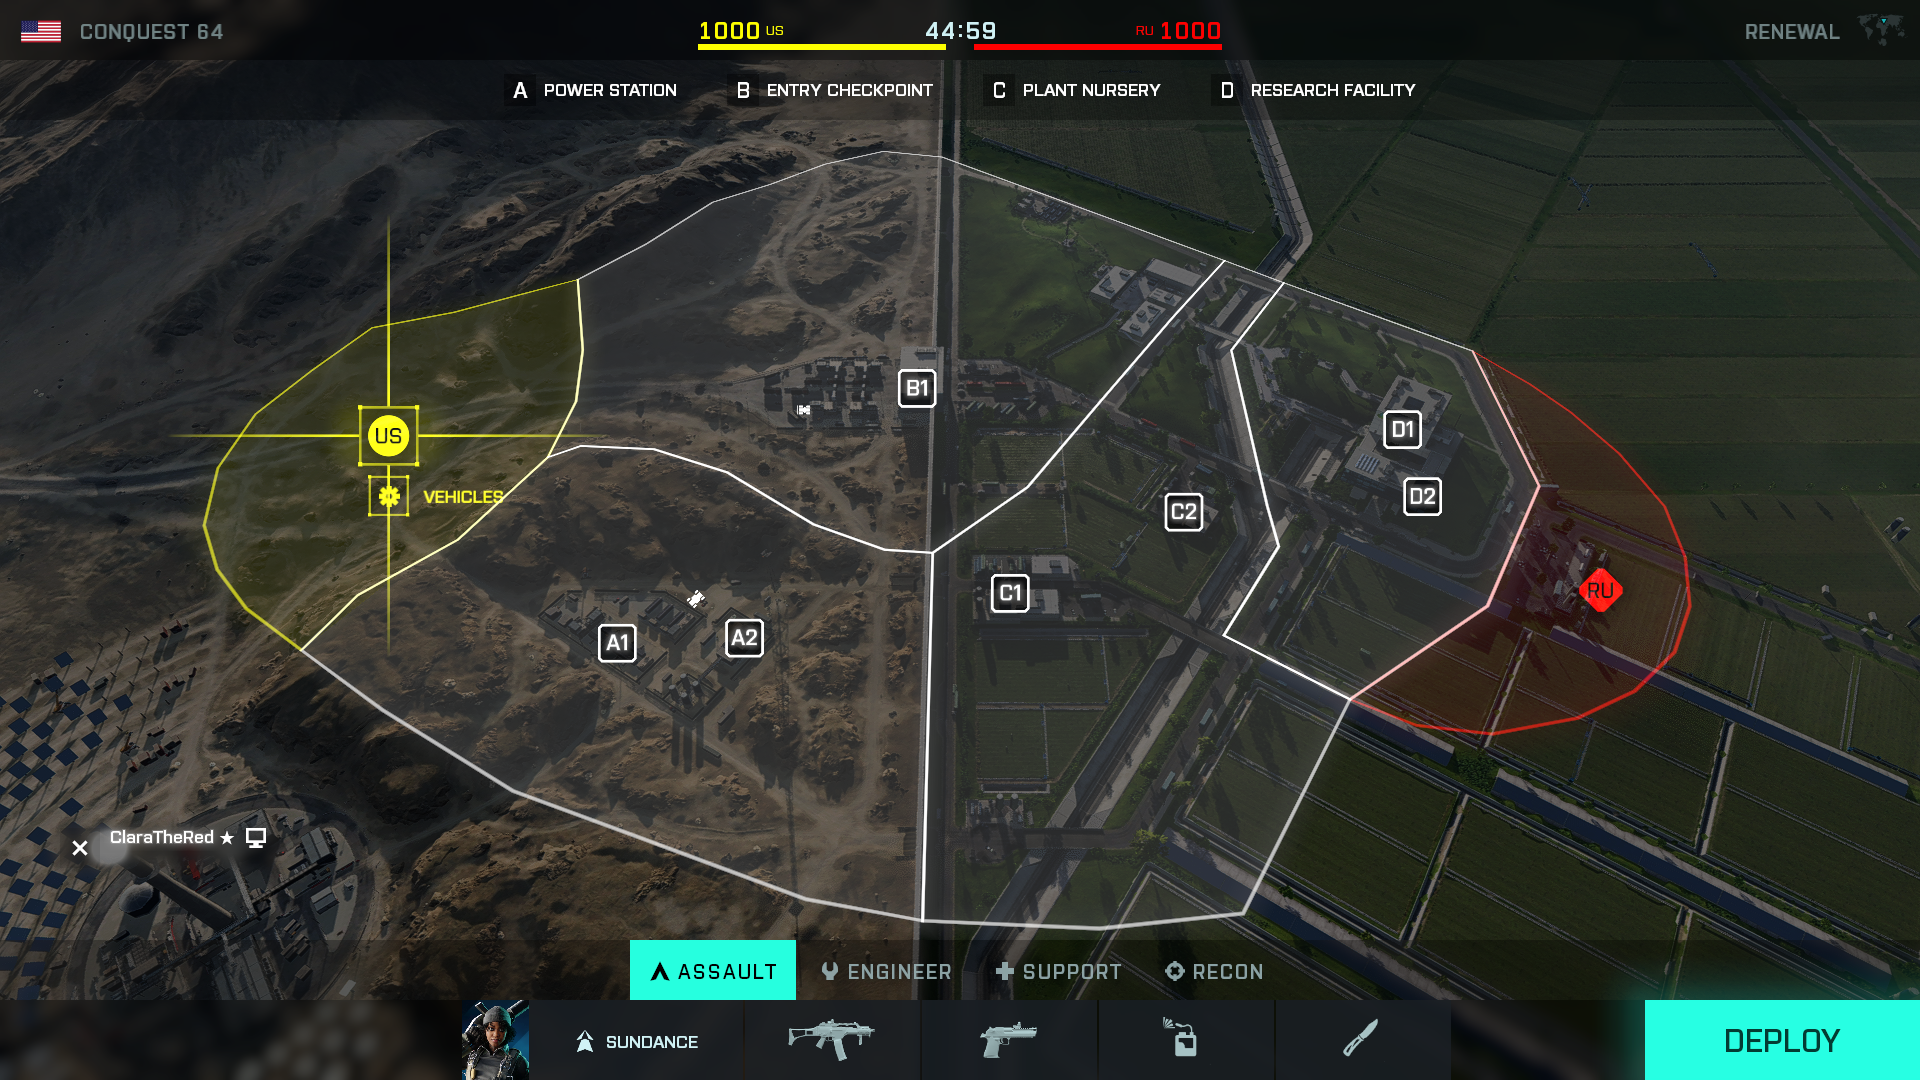 CONQUEST 64
1000 US
44:59
RU 1000
RENEWAL
A POWER STATION
B ENTRY CHECKPOINT
C PLANT NURSERY
D RESEARCH FACILITY
B1
US
D1
VEHICLES
D2
C2
C1
RU
A1
A2
ClaraTheRed
ASSAULT
ENGINEER
SUPPORT
RECON
SUNDANCE
DEPLOY